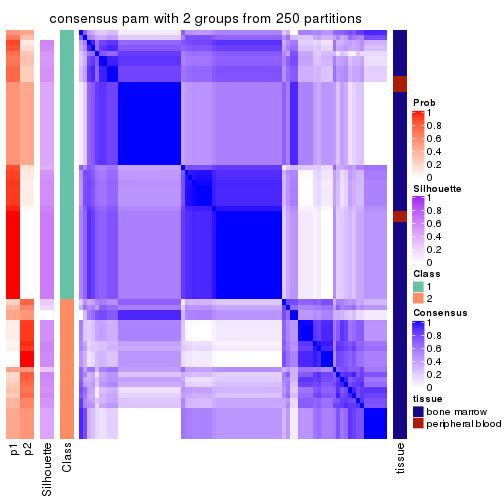 consensus pam with 2 groups from 250 partitions
Prob
1
0.8
0.6
0.4
0.2
0
Silhouette
1
0.8
0.6
0.4
0.2
0
Class
1
2
Consensus
1
0.8
0.6
0.4
0.2
0
tissue
bone marrow
peripheral blood
p1
p2
Silhouette
Class
tissue